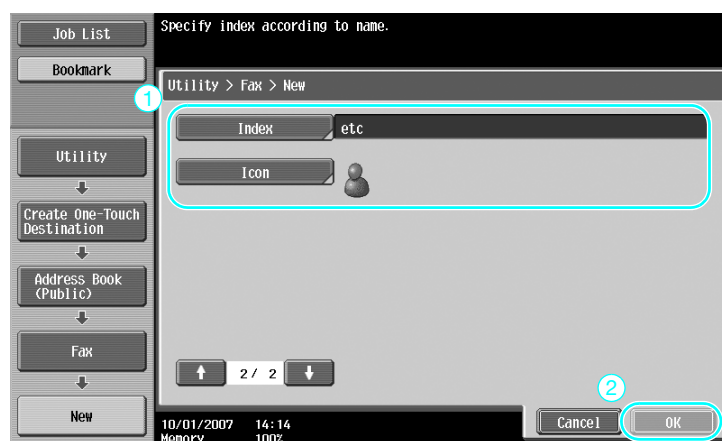 Job List
Bookmark
Utility
Create One-Touch
Destination
Address Book
(Public)
Fax
New
Specify index according to name.
Utility > Fax > New
1
Index
etc
Icon
2/ 2
2
Cancel
OK
10/01/2007 14:14
Memory 100%